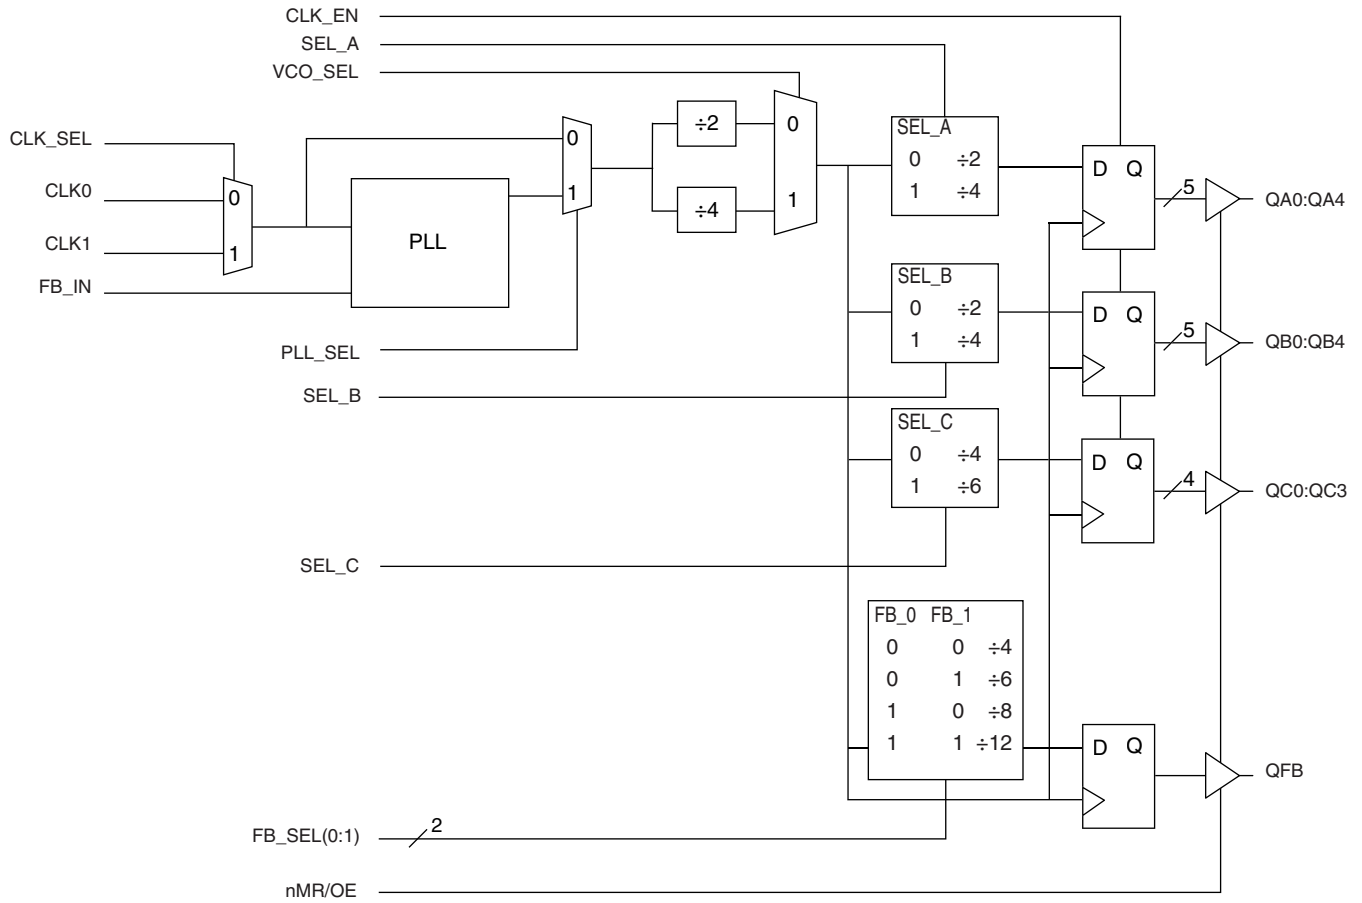 CLK_EN
SEL_A
VCO_SEL
CLK_SEL
CLK0
CLK1
FB_IN
0
1
PLL
PLL_SEL
0
1
÷2
÷4
0
1
SEL_A
0 ÷2
1 ÷4
D Q
5
QA0:QA4
SEL_B
0 ÷2
1 ÷4
D Q
5
QB0:QB4
SEL_B
SEL_C
0 ÷4
1 ÷6
D Q
4
QC0:QC3
SEL_C
FB_0 FB_1
0 0 ÷4
0 1 ÷6
1 0 ÷8
1 1 ÷12
D Q
QFB
FB_SEL(0:1)
2
nMR/OE